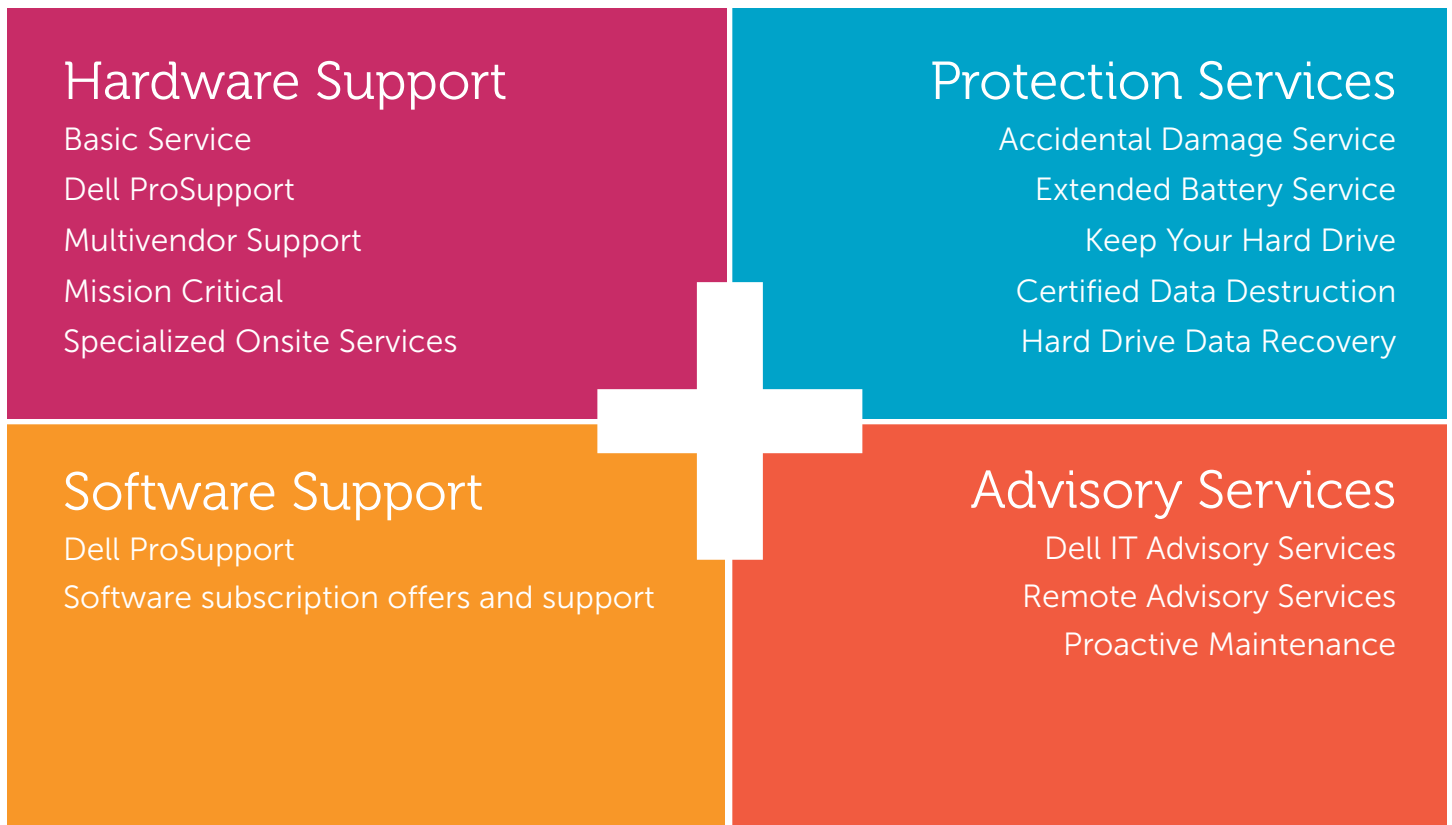 Hardware Support
Basic Service
Dell ProSupport
Multivendor Support
Mission Critical
Specialized Onsite Services
Protection Services
Accidental Damage Service
Extended Battery Service
Keep Your Hard Drive
Certified Data Destruction
Hard Drive Data Recovery
Software Support
Dell ProSupport
Software subscription offers and support
Advisory Services
Dell IT Advisory Services
Remote Advisory Services
Proactive Maintenance